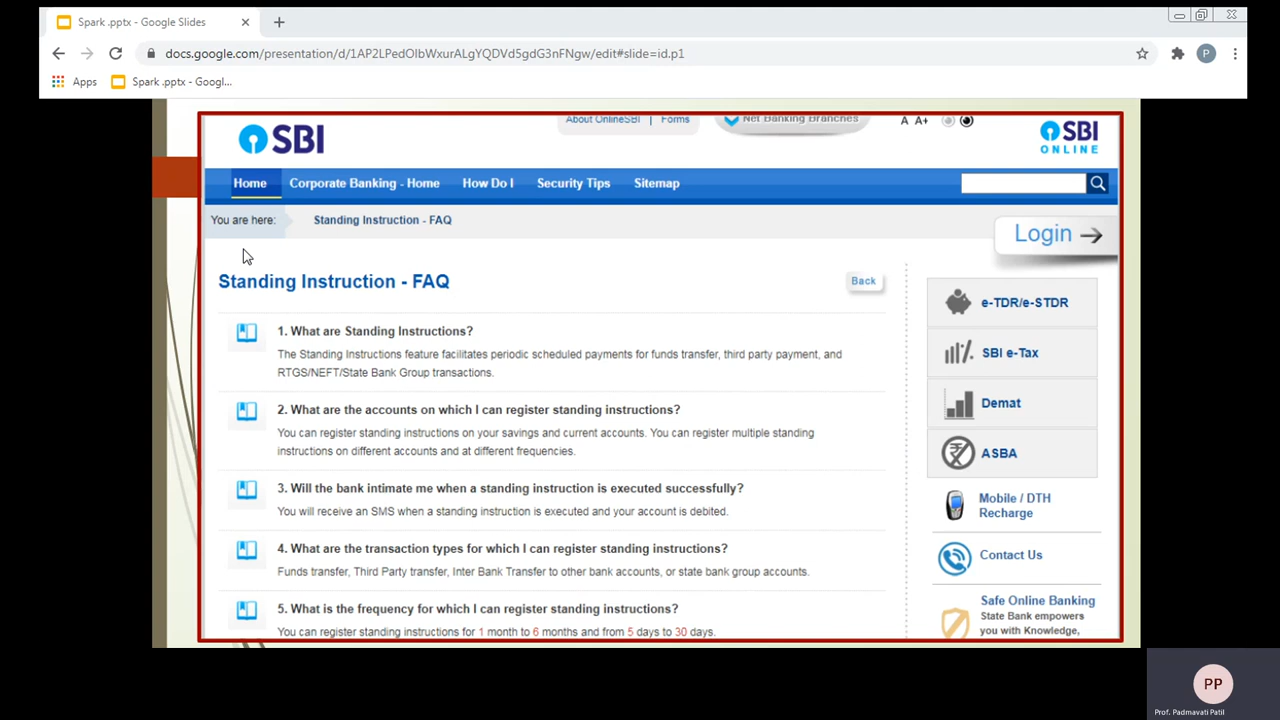 Spark .pptx - Google Slides
docs.google.com/presentation/d/1AP2LPedOlbWxurALgYQDVd5gdG3nFNgw/edit#slide=id.p1
P
Apps
Spark .pptx - Googl...
SBI
About OnlineSBI | Forms
Net Banking Branches
A A+
SBI
ONLINE
Home
Corporate Banking - Home
How Do I
Security Tips
Sitemap
You are here:
Standing Instruction - FAQ
Login
Standing Instruction - FAQ
Back
1. What are Standing Instructions?
The Standing Instructions feature facilitates periodic scheduled payments for funds transfer, third party payment, and
RTGS/NEFT/State Bank Group transactions.
2. What are the accounts on which I can register standing instructions?
You can register standing instructions on your savings and current accounts. You can register multiple standing
instructions on different accounts and at different frequencies.
3. Will the bank intimate me when a standing instruction is executed successfully?
You will receive an SMS when a standing instruction is executed and your account is debited.
4. What are the transaction types for which I can register standing instructions?
Funds transfer, Third Party transfer, Inter Bank Transfer to other bank accounts, or state bank group accounts.
5. What is the frequency for which I can register standing instructions?
You can register standing instructions for 1 month to 6 months and from 5 days to 30 days.
e-TDR/e-STDR
SBI e-Tax
Demat
ASBA
Mobile / DTH
Recharge
Contact Us
Safe Online Banking
State Bank empowers
you with Knowledge,
PP
Prof. Padmavati Patil